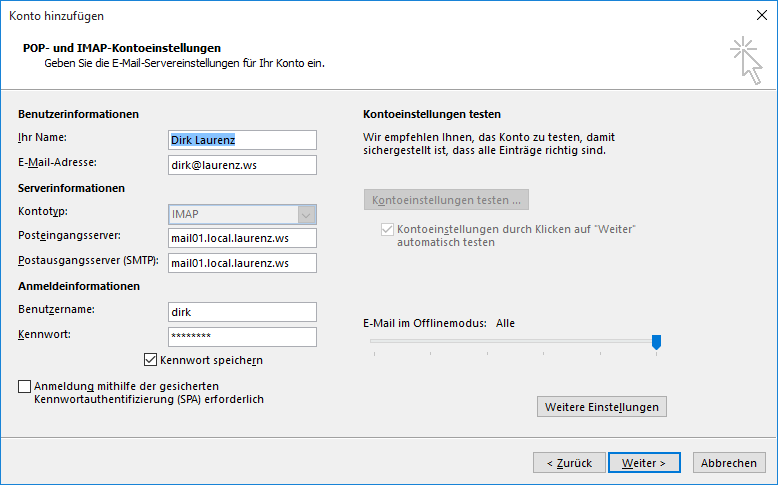 Konto hinzufügen
POP- und IMAP-Kontoeinstellungen
Geben Sie die E-Mail-Servereinstellungen für Ihr Konto ein.
Benutzerinformationen
Ihr Name:
Dirk Laurenz
E-Mail-Adresse:
dirk@laurenz.ws
Serverinformationen
Kontotyp:
IMAP
Posteingangsserver:
mail01.local.laurenz.ws
Postausgangsserver (SMTP):
mail01.local.laurenz.ws
Anmeldeinformationen
Benutzername:
dirk
Kennwort:
********
Kennwort speichern
Anmeldung mithilfe der gesicherten
Kennwortauthentifizierung (SPA) erforderlich
Kontoeinstellungen testen
Wir empfehlen Ihnen, das Konto zu testen, damit
sichergestellt ist, dass alle Einträge richtig sind.
Kontoeinstellungen testen ...
Kontoeinstellungen durch Klicken auf "Weiter"
automatisch testen
E-Mail im Offlinemodus: Alle
Weitere Einstellungen
< Zurück
Weiter >
Abbrechen